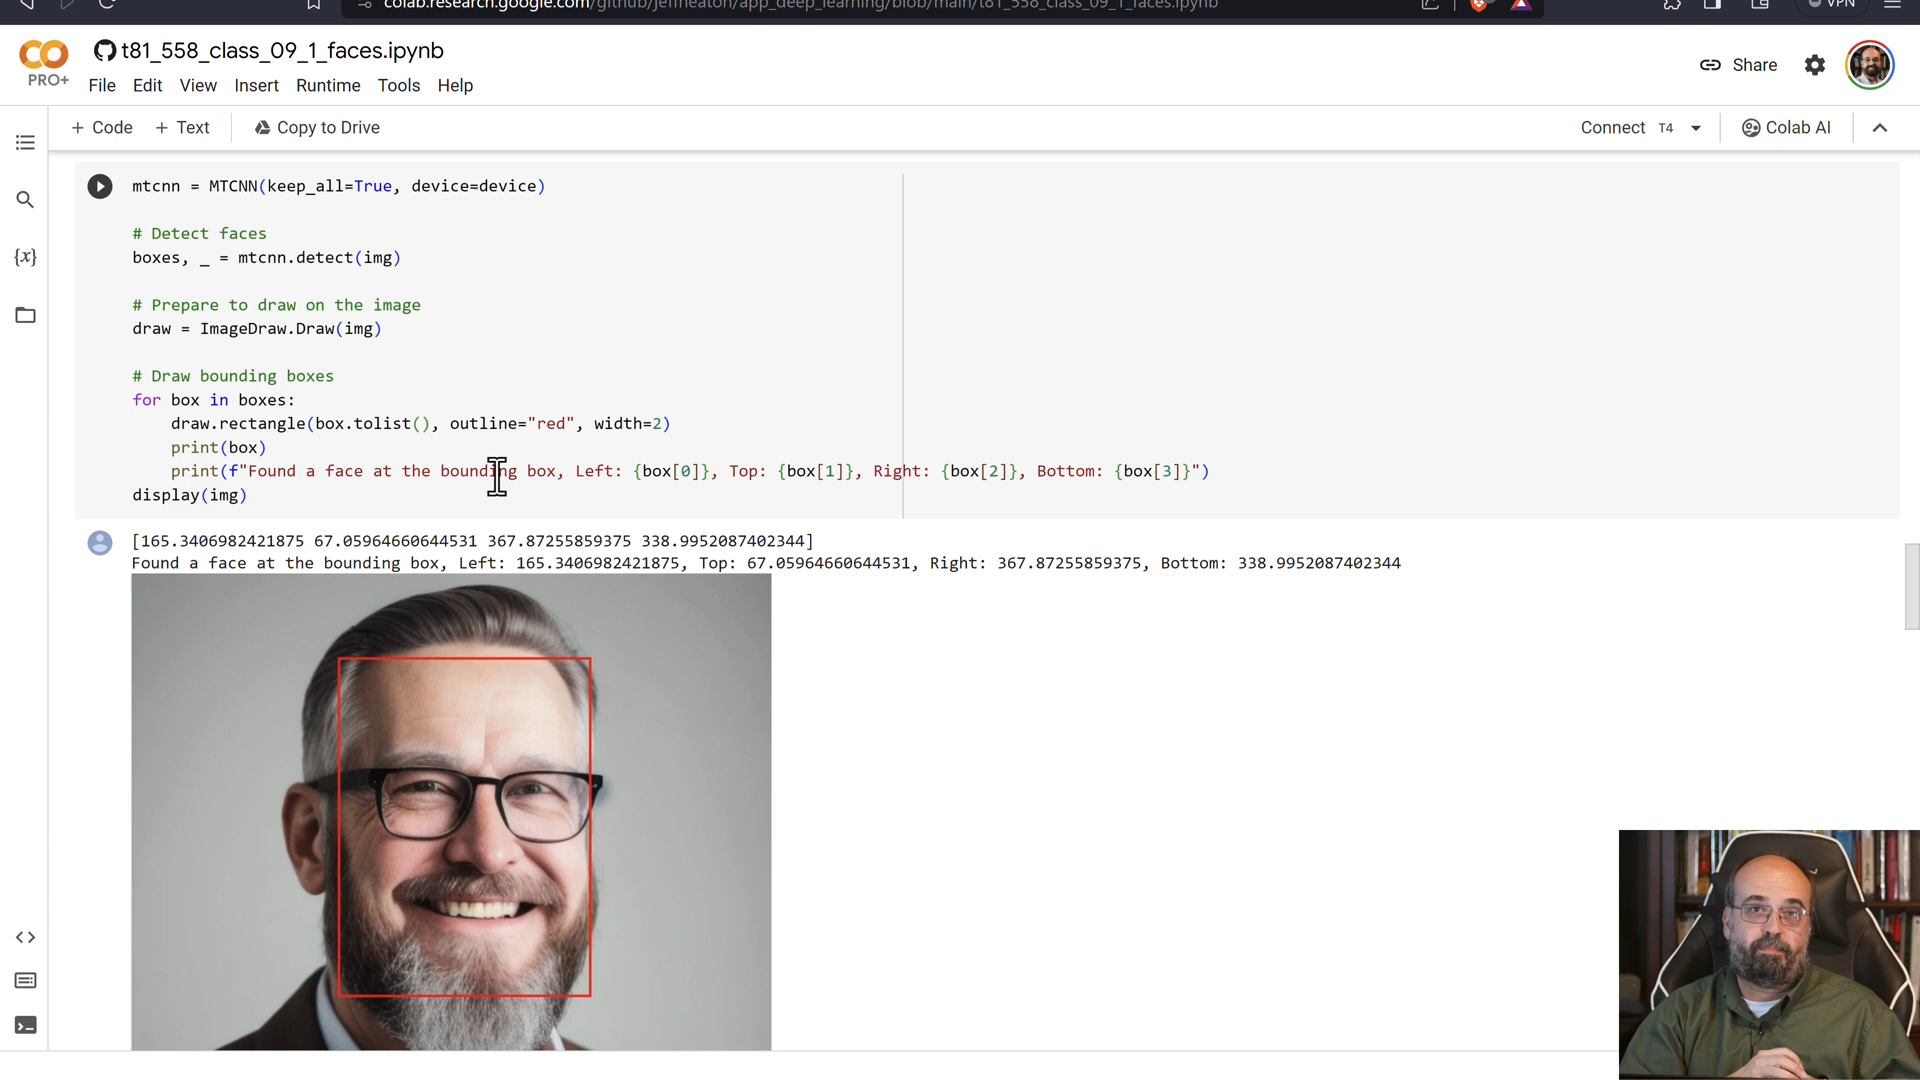 colab.research.google.com/github/jeffheaton/app_deep_learning/blob/main/t81_558_class_09_1_faces.ipynb
VPN
t81_558_class_09_1_faces.ipynb
PRO+
File Edit View Insert Runtime Tools Help
Share
+ Code + Text Copy to Drive
Connect T4 Colab AI
mtcnn = MTCNN(keep_all=True, device=device)
# Detect faces
boxes, _ = mtcnn.detect(img)
# Prepare to draw on the image
draw = ImageDraw.Draw(img)
# Draw bounding boxes
for box in boxes:
draw.rectangle(box.tolist(), outline="red", width=2)
print(box)
print(f"Found a face at the bounding box, Left: {box[0]}, Top: {box[1]}, Right: {box[2]}, Bottom: {box[3]}")
display(img)
[165.3406982421875 67.05964660644531 367.87255859375 338.9952087402344]
Found a face at the bounding box, Left: 165.3406982421875, Top: 67.05964660644531, Right: 367.87255859375, Bottom: 338.9952087402344